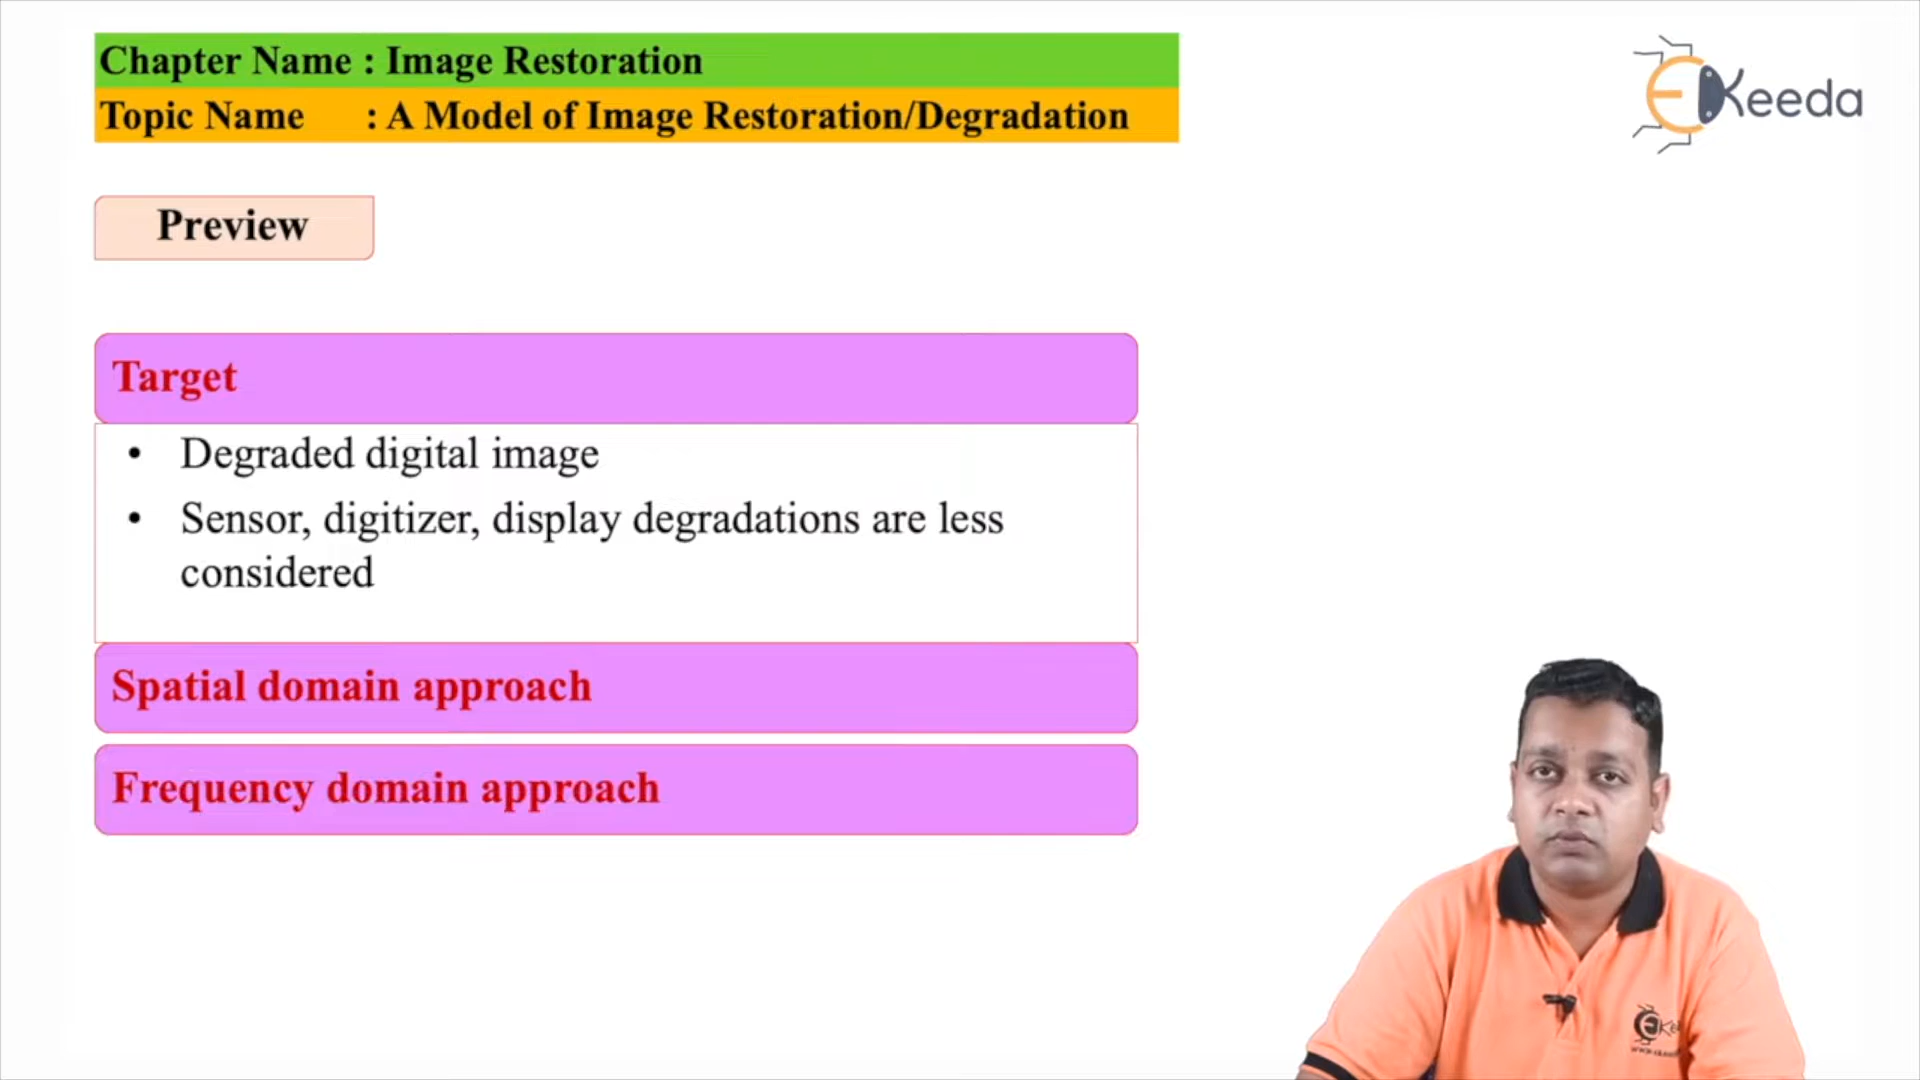 Chapter Name : Image Restoration
Topic Name : A Model of Image Restoration/Degradation
EKeeda
Preview
Target
• Degraded digital image
• Sensor, digitizer, display degradations are less
considered
Spatial domain approach
Frequency domain approach